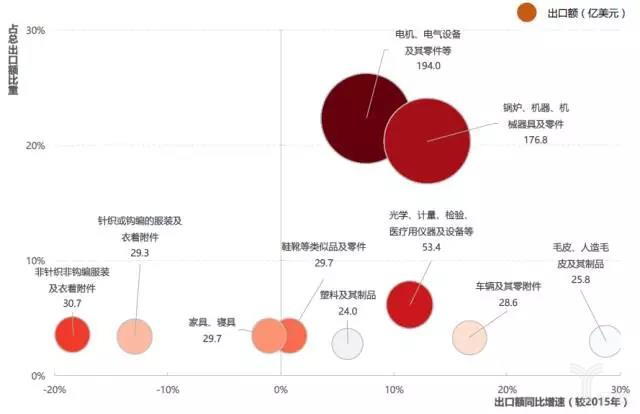 出口额（亿美元）
占总出口额比重
30%
20%
10%
0%
电机、电气设备
及其零件等
194.0
锅炉、机器、机
械器具及零件
176.8
针织或钩编的服装及
衣着附件
29.3
非针织非钩编服装
及衣着附件
30.7
家具、寝具
29.7
鞋靴等类似品及零件
29.7
塑料及其制品
24.0
光学、计量、检验、
医疗用仪器及设备等
53.4
车辆及其零附件
28.6
毛皮、人造毛
皮及其制品
25.8
-20%
-10%
0%
10%
20%
30%
出口额同比增速（较2015年）